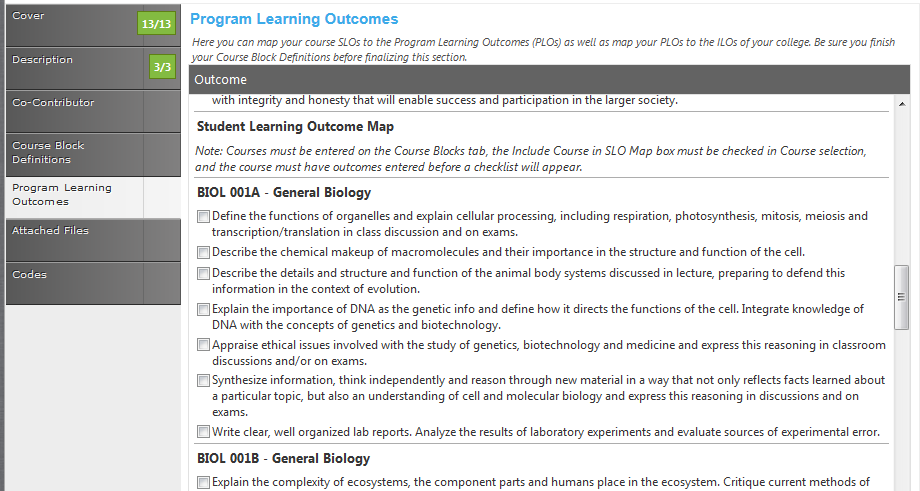 Cover
13/13
Description
3/3
Co-Contributor
Course Block
Definitions
Program Learning
Outcomes
Attached Files
Codes
Program Learning Outcomes
Here you can map your course SLOs to the Program Learning Outcomes (PLOs) as well as map your PLOs to the ILOs of your college. Be sure you finish
your Course Block Definitions before finalizing this section.
Outcome
with integrity and honesty that will enable success and participation in the larger society.
Student Learning Outcome Map
Note: Courses must be entered on the Course Blocks tab, the Include Course in SLO Map box must be checked in Course selection,
and the course must have outcomes entered before a checklist will appear.
BIOL 001A - General Biology
Define the functions of organelles and explain cellular processing, including respiration, photosynthesis, mitosis, meiosis and
transcription/translation in class discussion and on exams.
Describe the chemical makeup of macromolecules and their importance in the structure and function of the cell.
Describe the details and structure and function of the animal body systems discussed in lecture, preparing to defend this
information in the context of evolution.
Explain the importance of DNA as the genetic info and define how it directs the functions of the cell. Integrate knowledge of
DNA with the concepts of genetics and biotechnology.
Appraise ethical issues involved with the study of genetics, biotechnology and medicine and express this reasoning in classroom
discussions and/or on exams.
Synthesize information, think independently and reason through new material in a way that not only reflects facts learned about
a particular topic, but also an understanding of cell and molecular biology and express this reasoning in discussions and on
exams.
Write clear, well organized lab reports. Analyze the results of laboratory experiments and evaluate sources of experimental error.
BIOL 001B - General Biology
Explain the complexity of ecosystems, the component parts and humans place in the ecosystem. Critique current methods of